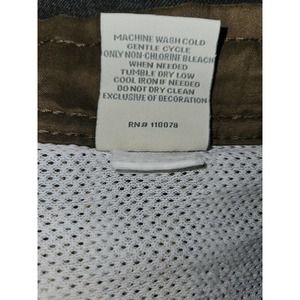 MACHINE WASH COLD
GENTLE CYCLE
ONLY NON-CHLORINE BLEACH
WHEN NEEDED
TUMBLE DRY LOW
COOL IRON IF NEEDED
DO NOT DRY CLEAN
EXCLUSIVE OF DECORATION
RN# 110078